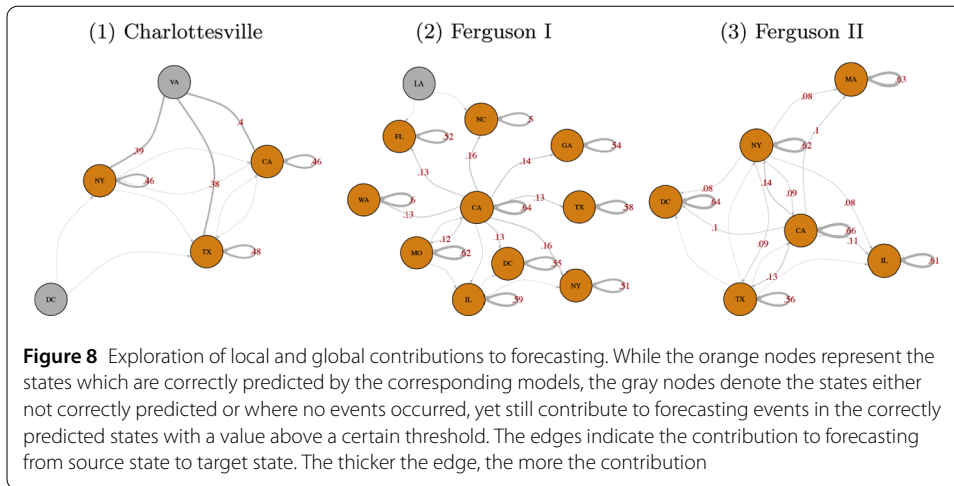 (1) Charlottesville
(2) Ferguson I
(3) Ferguson II
VA
.4
.39
CA
.46
NY
.46
.38
TX
.48
DC
LA
NC
.5
FL
.52
GA
.54
.16
.14
.13
WA
.6
.13
CA
.64
.13
TX
.58
MO
.62
.12
.13
.16
DC
.55
IL
.59
NY
.51
MA
.63
.08
NY
.62
.1
.08
.14
.09
.08
DC
.64
.1
CA
.66
.11
.09
IL
.61
.13
TX
.56
Figure 8 Exploration of local and global contributions to forecasting. While the orange nodes represent the
states which are correctly predicted by the corresponding models, the gray nodes denote the states either
not correctly predicted or where no events occurred, yet still contribute to forecasting events in the correctly
predicted states with a value above a certain threshold. The edges indicate the contribution to forecasting
from source state to target state. The thicker the edge, the more the contribution